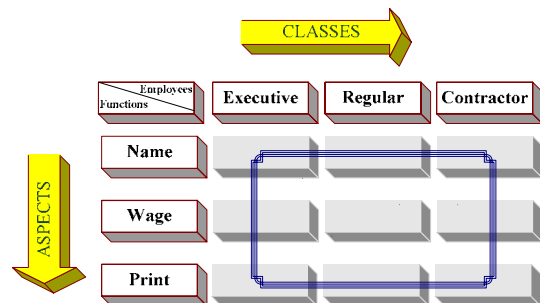 CLASSES
Employees
Functions
Executive
Regular
Contractor
Name
Wage
Print
ASPECTS